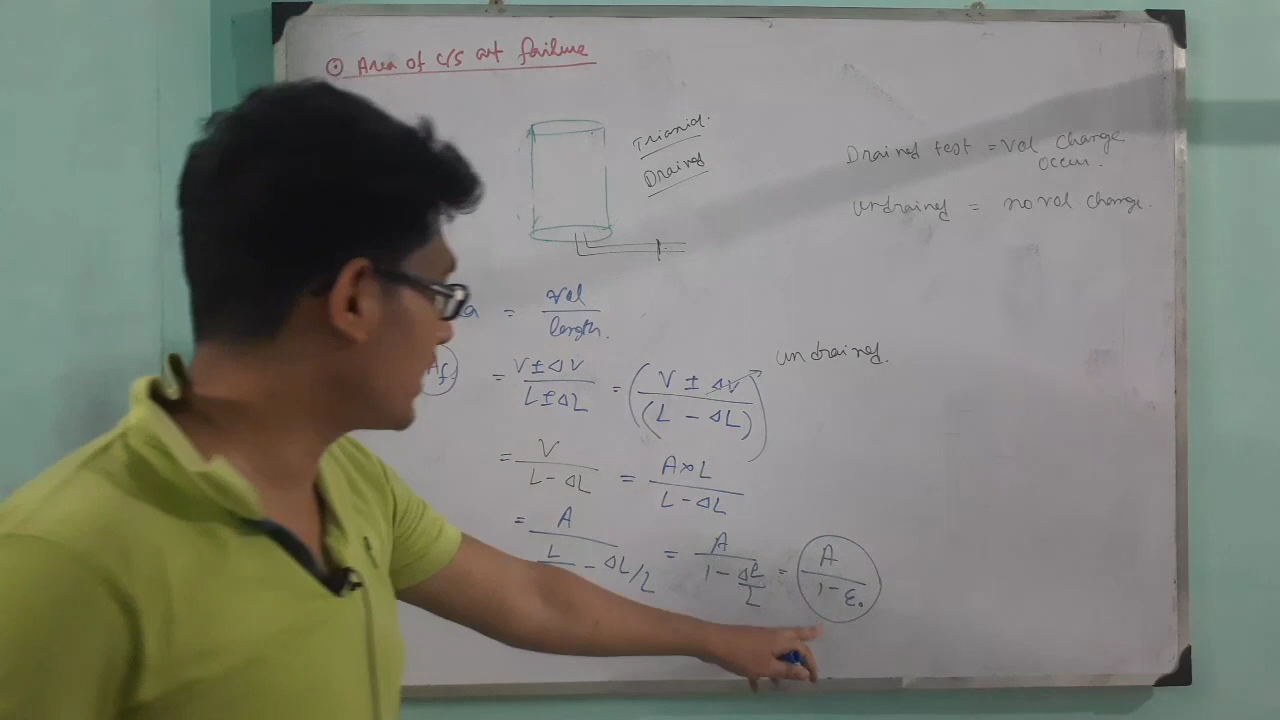 ⊙ Area of c/s at failure
Triaxial.
Drained
Drained test = Vol change
occur.
undrained = no vol change.
a = vol / length.
Af. = V ± ΔV / L ± ΔL = ( V ± ΔV / (L - ΔL) ) undrained.
= V / L - ΔL = A × L / L - ΔL
= A / L - ΔL/L = A / 1 - ΔL/L = A / 1 - ε.